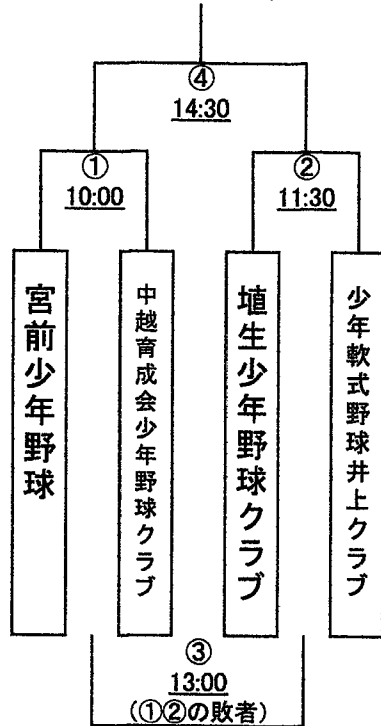 ④
14:30
①
10:00
②
11:30
宮前少年野球
中越育成会少年野球クラブ
埴生少年野球クラブ
少年軟式野球井上クラブ
③
13:00
(①②の敗者)